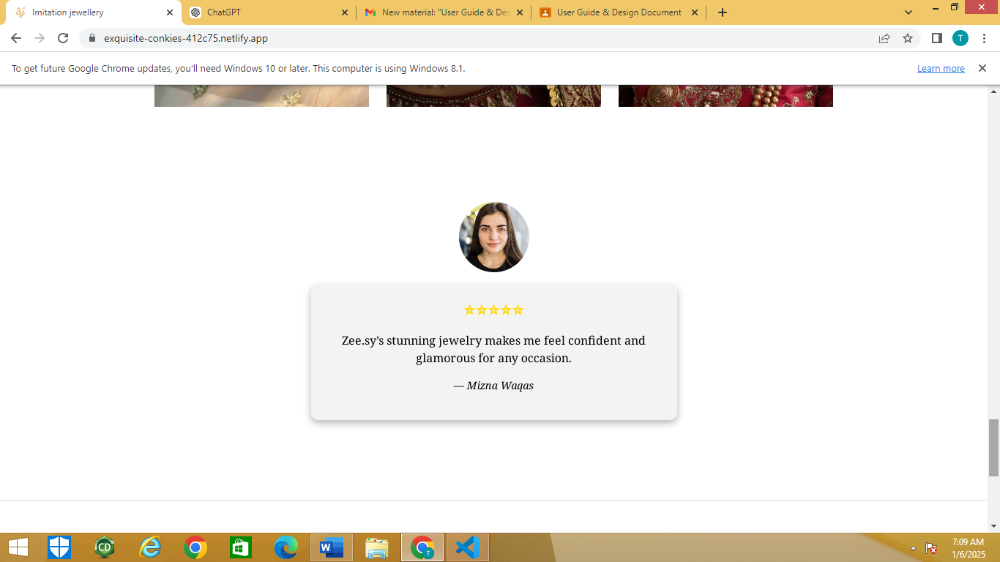 Imitation jewellery
ChatGPT
New material: "User Guide & Des
User Guide & Design Document
T
exquisite-conkies-412c75.netlify.app
To get future Google Chrome updates, you'll need Windows 10 or later. This computer is using Windows 8.1.
Learn more
☆☆☆☆☆
Zee.sy’s stunning jewelry makes me feel confident and
glamorous for any occasion.
— Mizna Waqas
CD
W
T
7:09 AM
1/6/2025